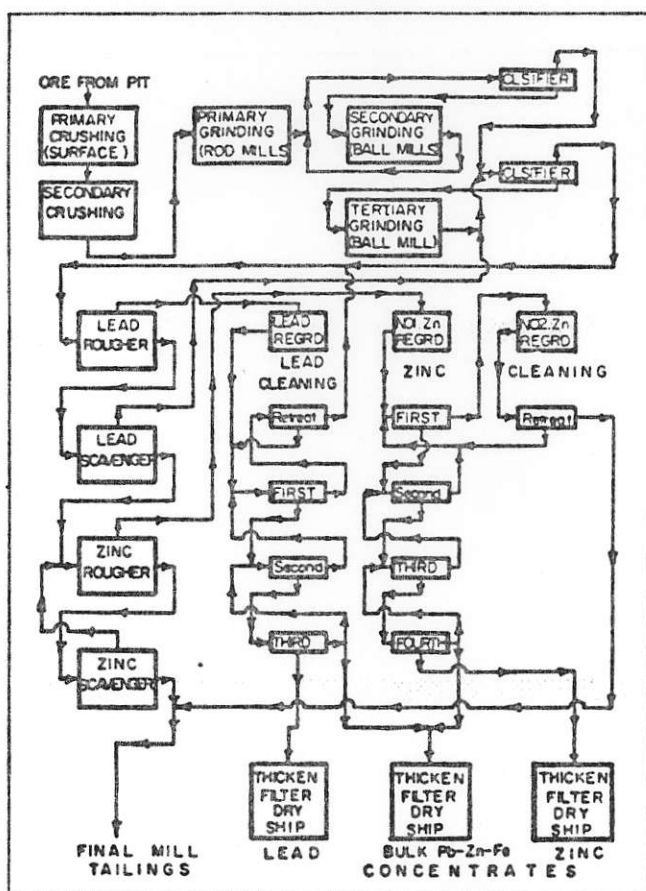 ORE FROM PIT
PRIMARY
CRUSHING
(SURFACE)
SECONDARY
CRUSHING
PRIMARY
GRINDING
(ROD MILLS)
SECONDARY
GRINDING
(BALL MILLS)
CLSIFIER
CLSIFIER
TERTIARY
GRINDING
(BALL MILL)
LEAD
ROUGHER
LEAD
SCAVENGER
ZINC
ROUGHER
ZINC
SCAVENGER
LEAD
REGRD
LEAD
CLEANING
Retreat
FIRST
Second
THIRD
NO1.Zn
REGRD
ZINC
FIRST
Second
THIRD
FOURTH
NO2.Zn
REGRD
CLEANING
Retreat
THICKEN
FILTER
DRY
SHIP
THICKEN
FILTER
DRY
SHIP
THICKEN
FILTER
DRY
SHIP
FINAL MILL
TAILINGS
LEAD
BULK Pb-Zn-Fe
ZINC
CONCENTRATES